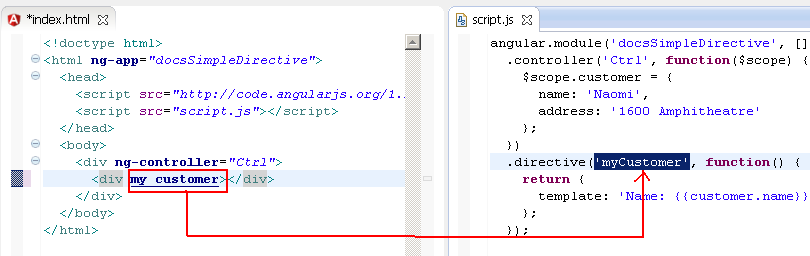 *index.html
<!doctype html>
<html ng-app="docsSimpleDirective">
<head>
<script src="http://code.angularjs.org/1.
<script src="script.js"></script>
</head>
<body>
<div ng-controller="Ctrl">
<div my customer></div>
</div>
</body>
</html>
script.js
angular.module('docsSimpleDirective', []
.controller('Ctrl', function($scope) {
$scope.customer = {
name: 'Naomi',
address: '1600 Amphitheatre'
};
})
.directive('myCustomer', function() {
return {
template: 'Name: {{customer.name}}
};
});